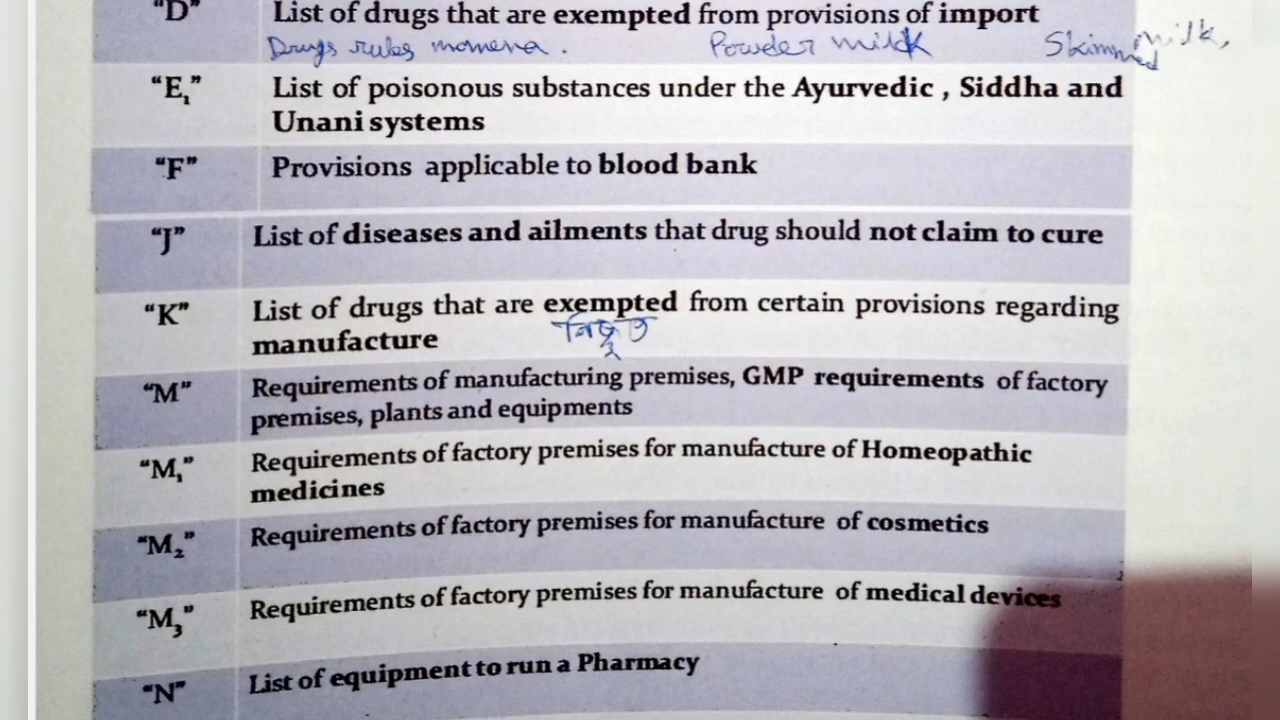 "D" List of drugs that are exempted from provisions of import
Drugs rules momena. Powder milk Skimmed milk,
"E₁" List of poisonous substances under the Ayurvedic , Siddha and
Unani systems
"F" Provisions applicable to blood bank
"J" List of diseases and ailments that drug should not claim to cure
"K" List of drugs that are exempted from certain provisions regarding
manufacture
"M" Requirements of manufacturing premises, GMP requirements of factory
premises, plants and equipments
"M₁" Requirements of factory premises for manufacture of Homeopathic
medicines
"M₂" Requirements of factory premises for manufacture of cosmetics
"M₃" Requirements of factory premises for manufacture of medical devices
"N" List of equipment to run a Pharmacy